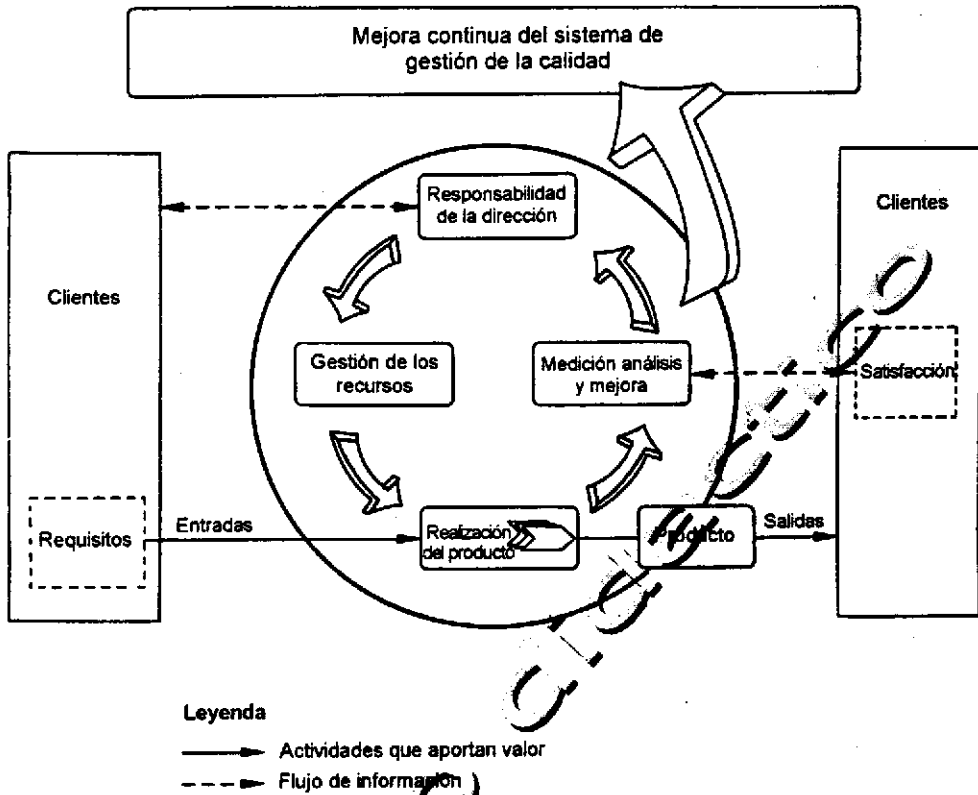 Mejora continua del sistema de
gestión de la calidad
Clientes
Responsabilidad
de la dirección
Clientes
Gestión de los
recursos
Medición análisis
y mejora
Satisfacción
Requisitos
Entradas
Realización
del producto
Producto
Salidas
Leyenda
Actividades que aportan valor
Flujo de información